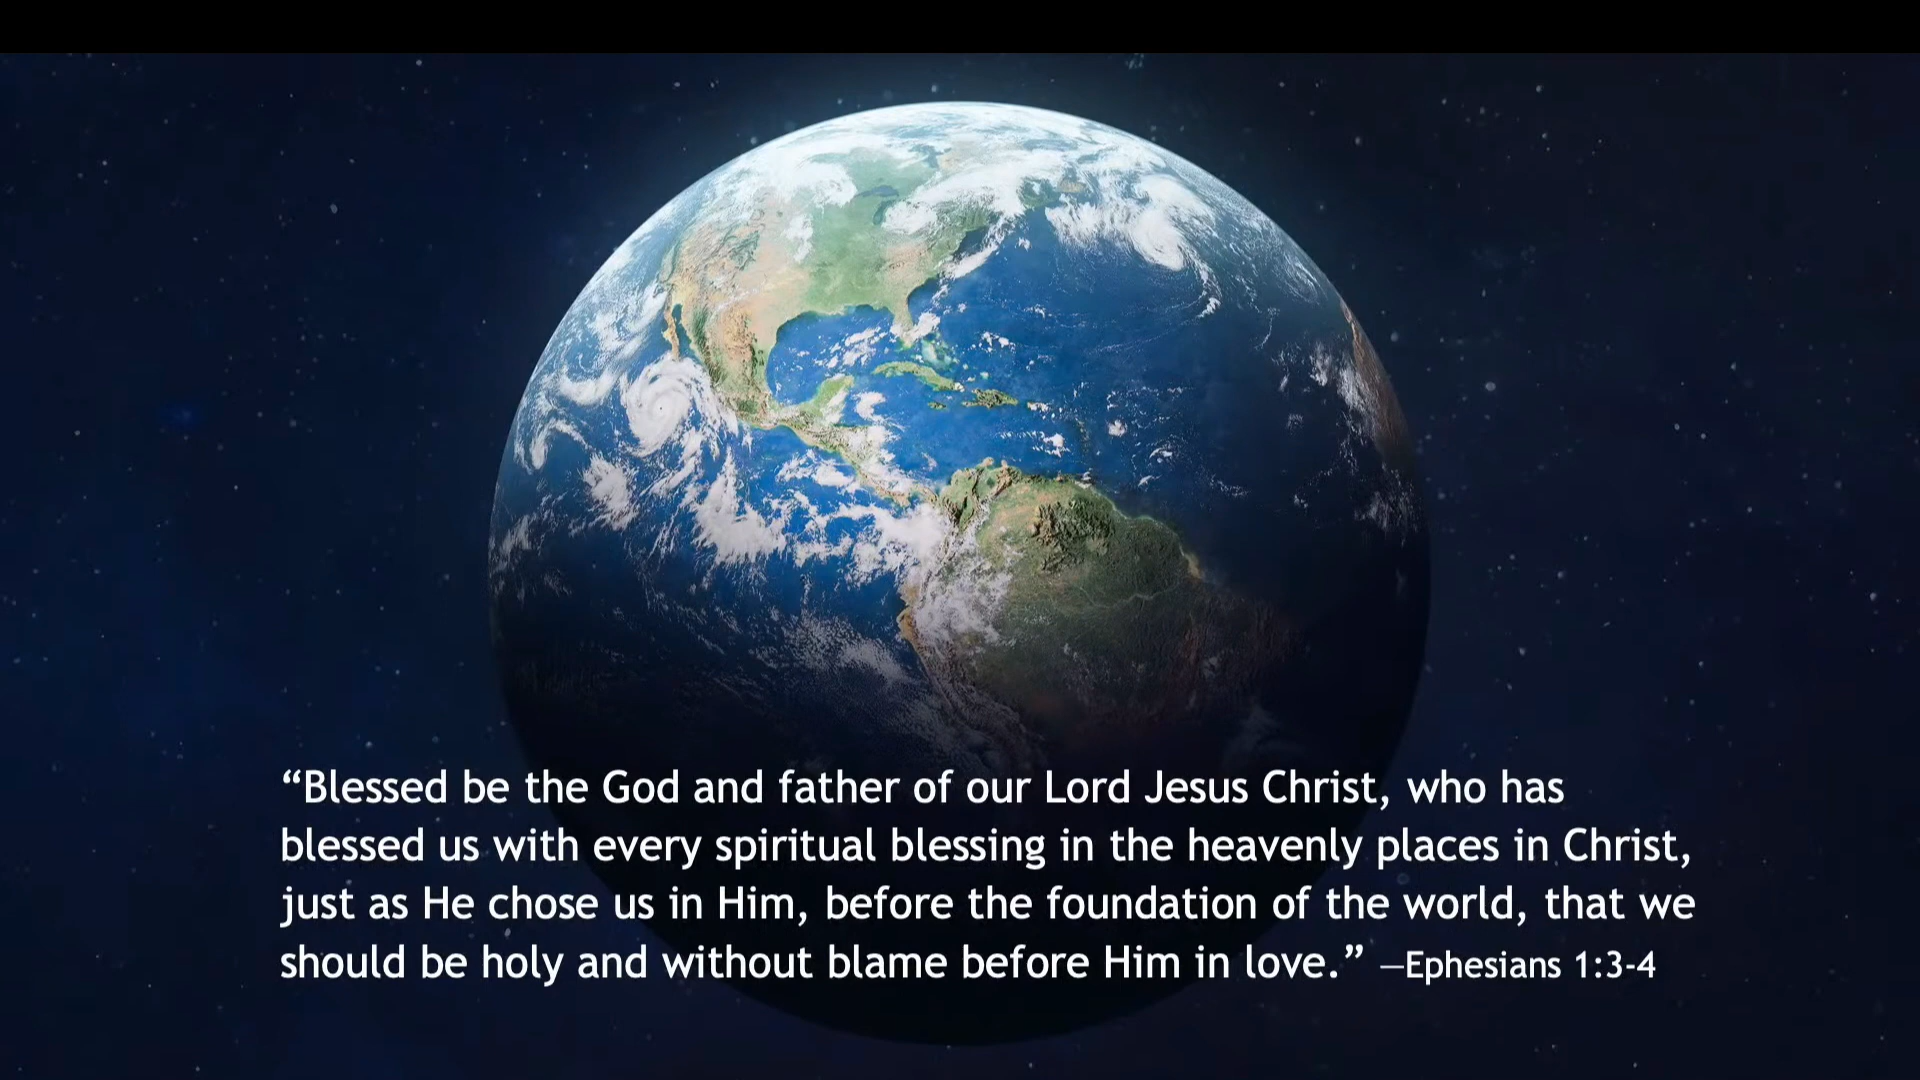 “Blessed be the God and father of our Lord Jesus Christ, who has
blessed us with every spiritual blessing in the heavenly places in Christ,
just as He chose us in Him, before the foundation of the world, that we
should be holy and without blame before Him in love.” —Ephesians 1:3-4